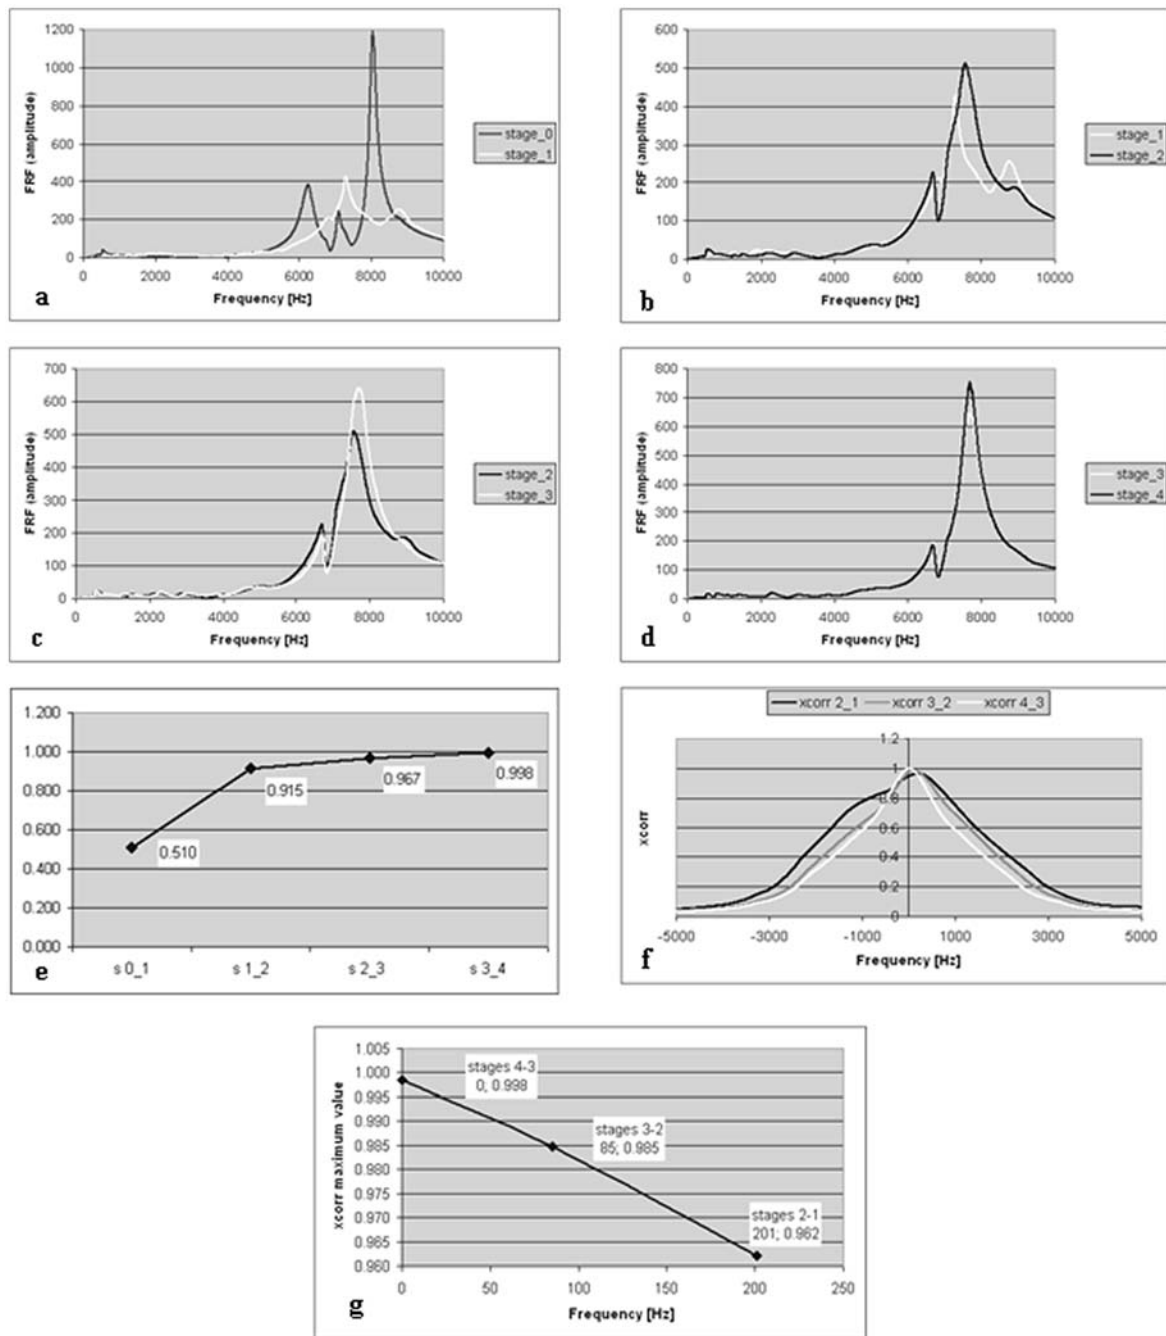 1200
1000
800
600
400
200
0
FRF (amplitude)
0 2000 4000 6000 8000 10000
Frequency [Hz]
stage_0
stage_1
a
600
500
400
300
200
100
0
FRF (amplitude)
0 2000 4000 6000 8000 10000
Frequency [Hz]
stage_1
stage_2
b
700
600
500
400
300
200
100
0
FRF (amplitude)
0 2000 4000 6000 8000 10000
Frequency [Hz]
stage_2
stage_3
c
800
700
600
500
400
300
200
100
0
FRF (amplitude)
0 2000 4000 6000 8000 10000
Frequency [Hz]
stage_3
stage_4
d
1.200
1.000
0.800
0.600
0.400
0.200
0.000
0.510
0.915
0.967
0.998
s 0_1 s 1_2 s 2_3 s 3_4
e
xcorr 2_1 xcorr 3_2 xcorr 4_3
1.2
1
0.8
0.6
0.4
0.2
0
xcorr
-5000 -3000 -1000 1000 3000 5000
Frequency [Hz]
f
1.005
1.000
0.995
0.990
0.985
0.980
0.975
0.970
0.965
0.960
xcorr maximum value
stages 4-3
0; 0.998
stages 3-2
85; 0.985
stages 2-1
201; 0.962
0 50 100 150 200 250
Frequency [Hz]
g